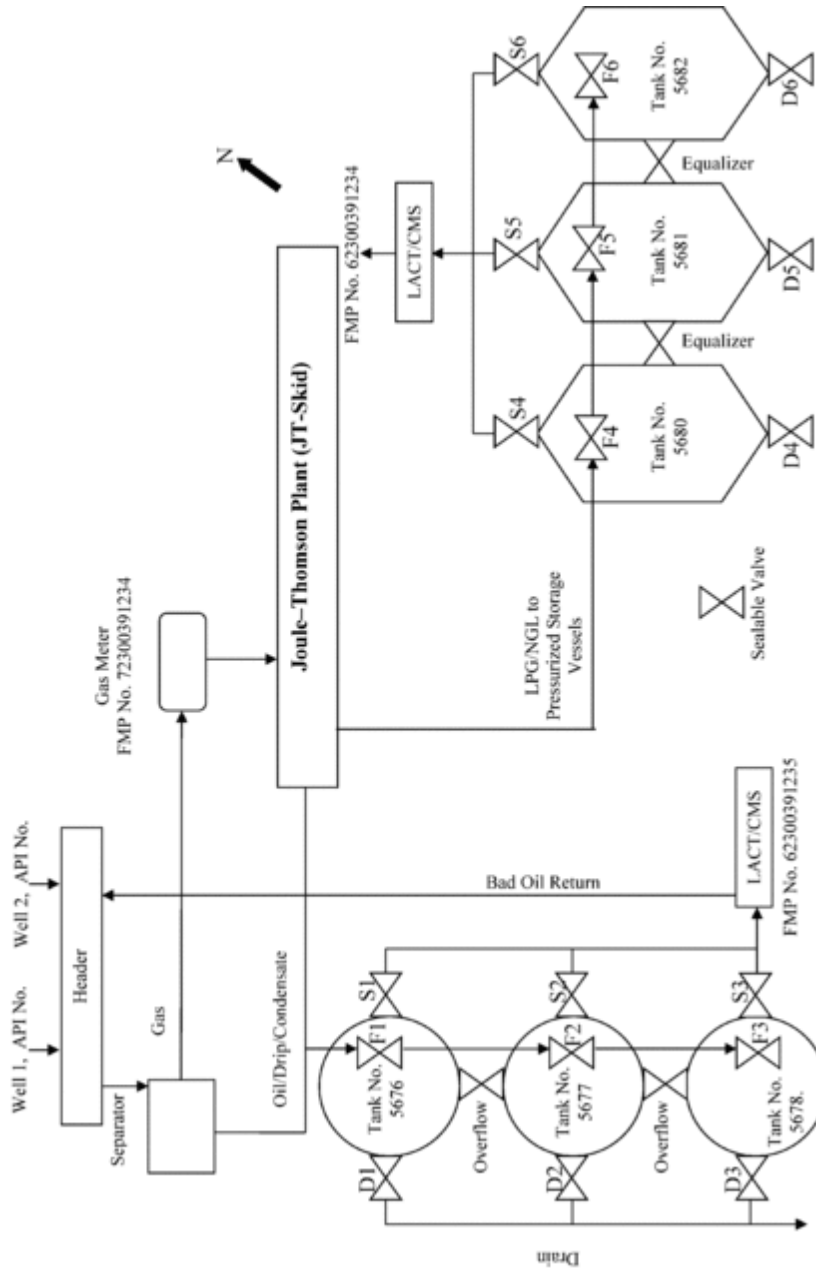 Well 1, API No.
Well 2, API No.
Header
Separator
Gas
Gas Meter
FMP No. 72300391234
N
Joule–Thomson Plant (JT-Skid)
FMP No. 62300391234
LACT/CMS
Oil/Drip/Condensate
Bad Oil Return
LPG/NGL to
Pressurized Storage
Vessels
D1
Tank No.
5676
F1
S1
Overflow
D2
Tank No.
5677
F2
S2
Overflow
D3
Tank No.
5678.
F3
S3
Drain
LACT/CMS
FMP No. 62300391235
S4
F4
Tank No.
5680
D4
Equalizer
S5
F5
Tank No.
5681
D5
Equalizer
S6
F6
Tank No.
5682
D6
Sealable Valve